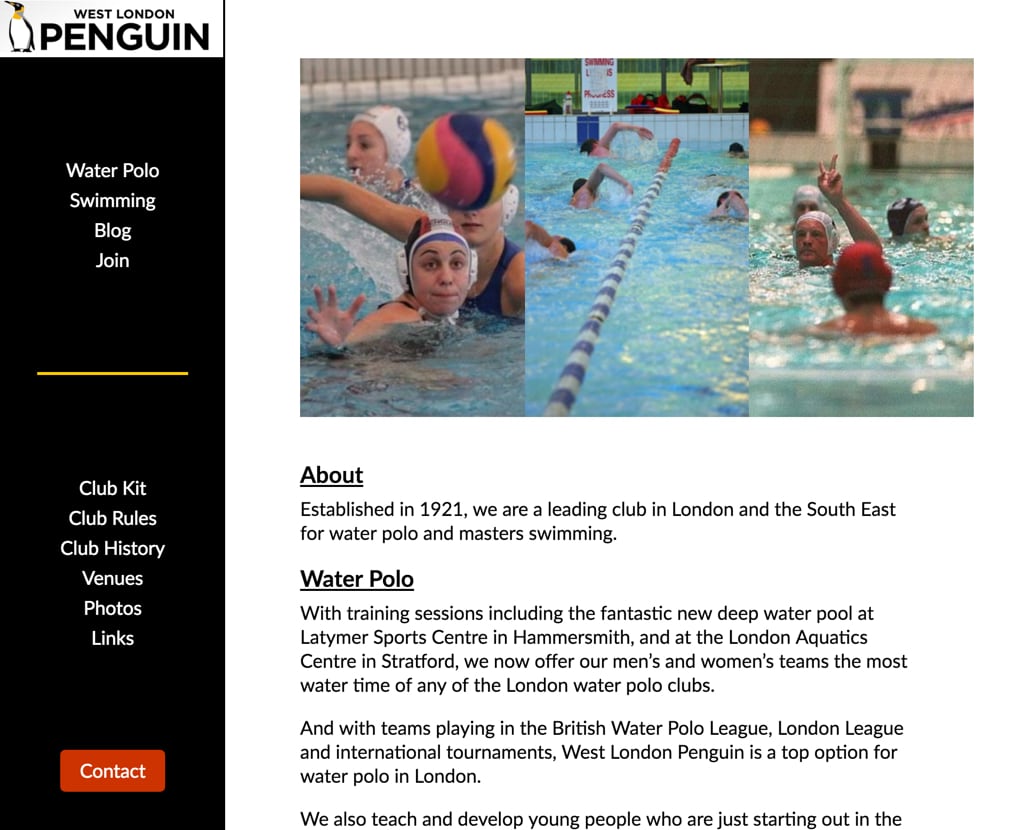 WEST LONDON
PENGUIN
Water Polo
Swimming
Blog
Join
Club Kit
Club Rules
Club History
Venues
Photos
Links
Contact
SWIMMING
About
Established in 1921, we are a leading club in London and the South East
for water polo and masters swimming.
Water Polo
With training sessions including the fantastic new deep water pool at
Latymer Sports Centre in Hammersmith, and at the London Aquatics
Centre in Stratford, we now offer our men’s and women’s teams the most
water time of any of the London water polo clubs.
And with teams playing in the British Water Polo League, London League
and international tournaments, West London Penguin is a top option for
water polo in London.
We also teach and develop young people who are just starting out in the